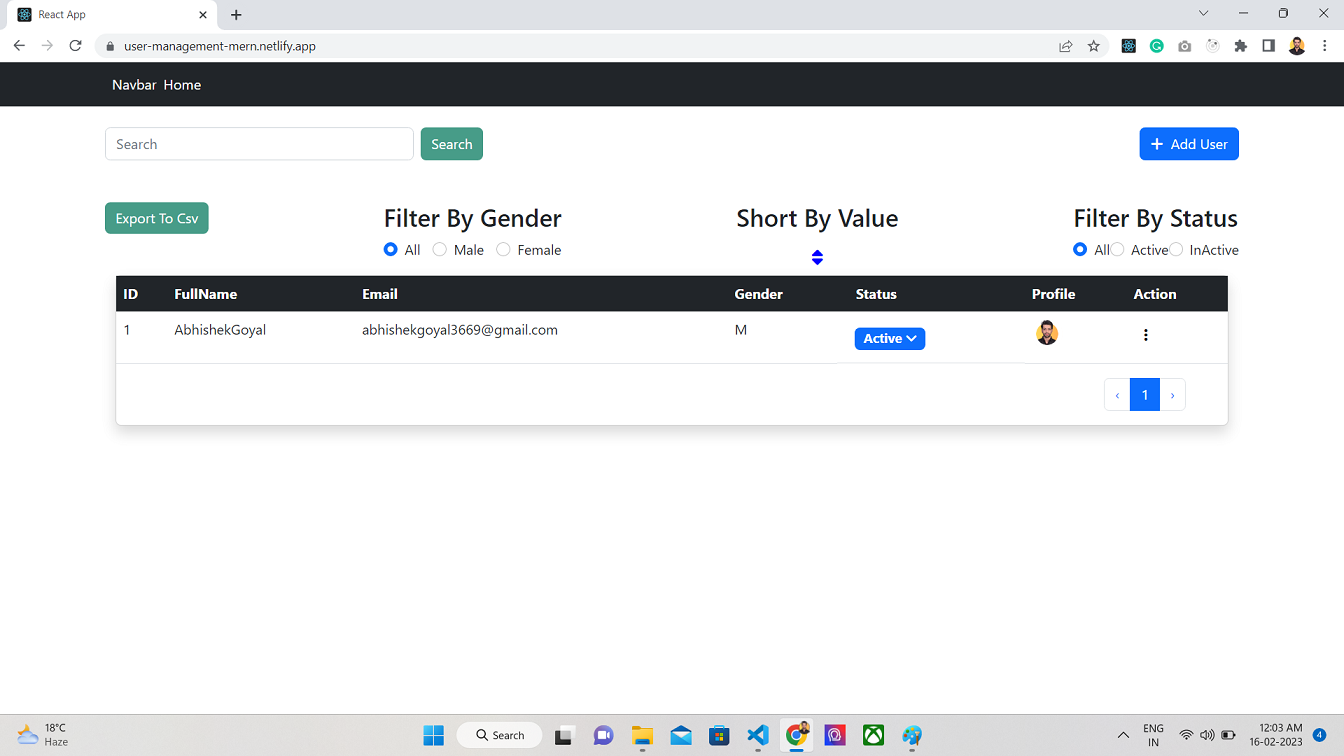 React App
user-management-mern.netlify.app
Navbar Home
Search Search + Add User
Export To Csv Filter By Gender Short By Value Filter By Status
All Male Female All Active InActive
ID FullName Email Gender Status Profile Action
1 AbhishekGoyal abhishekgoyal3669@gmail.com M Active
‹ 1 ›
18°C
Haze
Search
ENG
IN
12:03 AM
16-02-2023
4